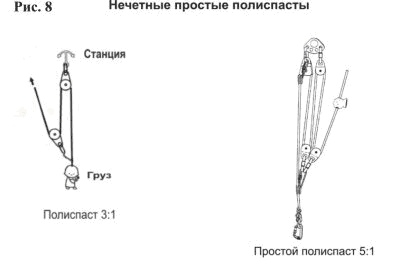 Рис. 8
Нечетные простые полиспасты
Станция
Груз
Полиспаст 3:1
Простой полиспаст 5:1